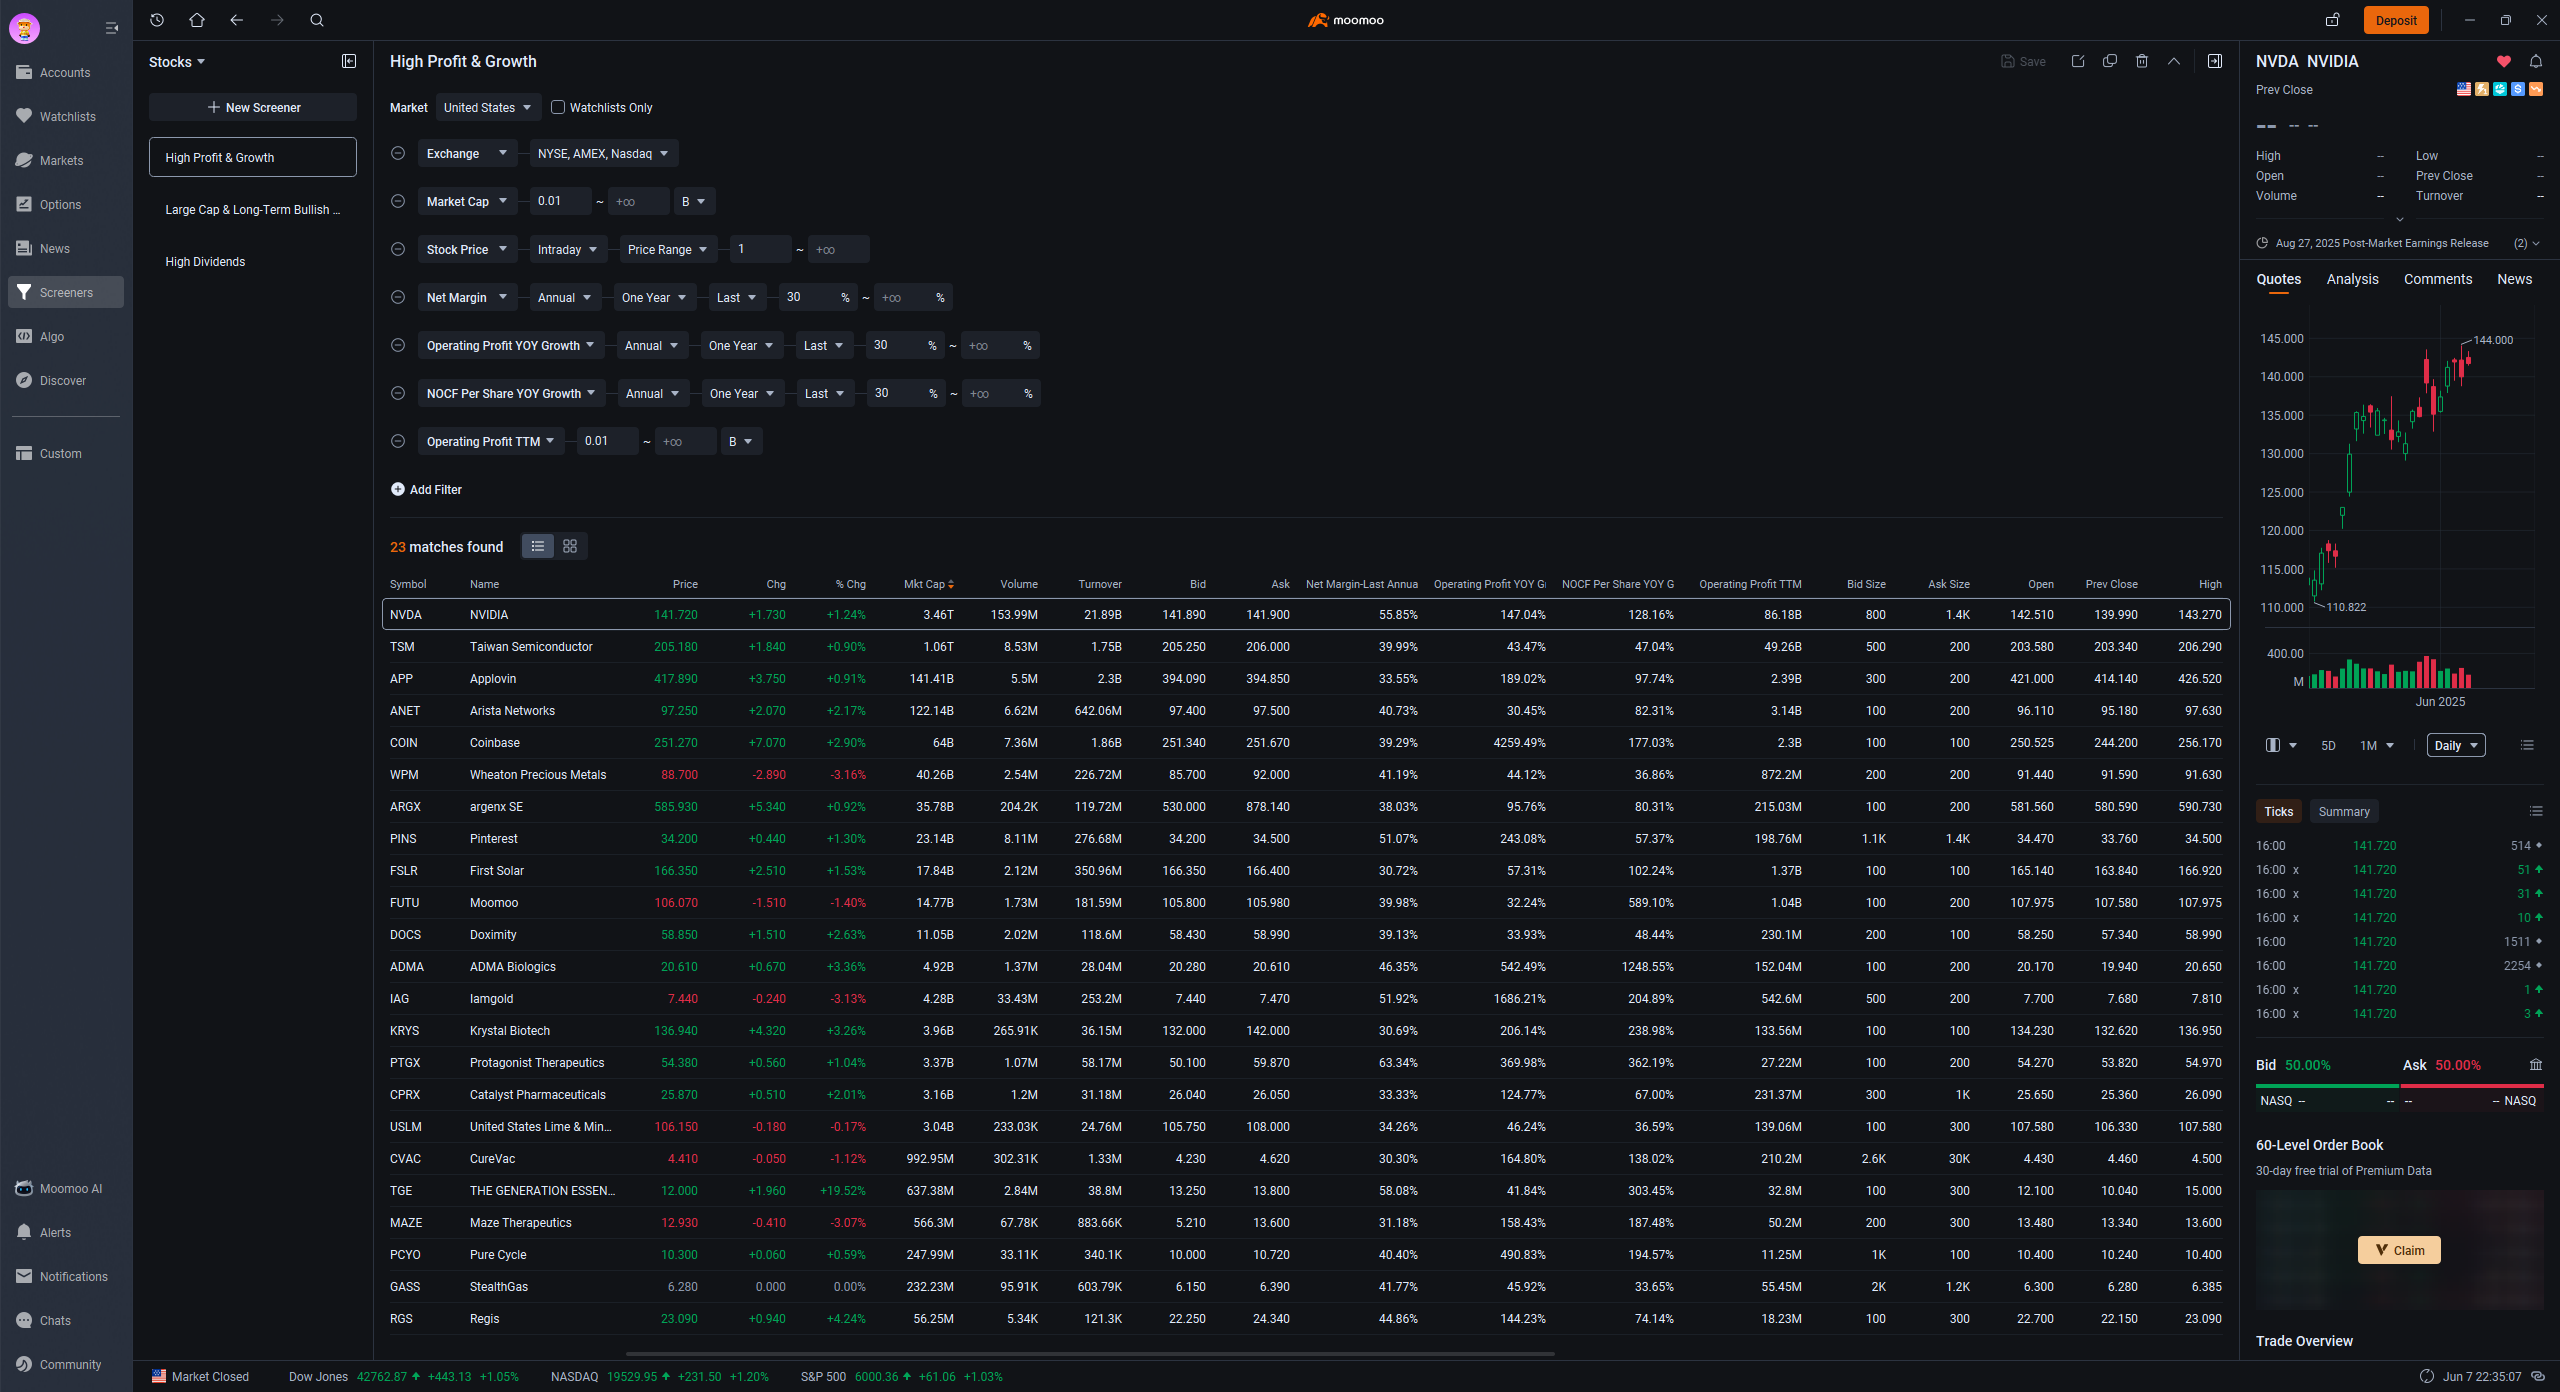 moomoo
Deposit
Accounts
Watchlists
Markets
Options
News
Screeners
Algo
Discover
Custom
Moomoo AI
Alerts
Notifications
Chats
Community
Stocks
New Screener
High Profit & Growth
Large Cap & Long-Term Bullish ...
High Dividends
High Profit & Growth
Save
Market United States Watchlists Only
Exchange NYSE, AMEX, Nasdaq
Market Cap 0.01 ~ +∞ B
Stock Price Intraday Price Range 1 ~ +∞
Net Margin Annual One Year Last 30 % ~ +∞ %
Operating Profit YOY Growth Annual One Year Last 30 % ~ +∞ %
NOCF Per Share YOY Growth Annual One Year Last 30 % ~ +∞ %
Operating Profit TTM 0.01 ~ +∞ B
Add Filter
23 matches found
Symbol Name Price Chg % Chg Mkt Cap Volume Turnover Bid Ask Net Margin-Last Annua Operating Profit YOY G NOCF Per Share YOY G Operating Profit TTM Bid Size Ask Size Open Prev Close High
NVDA NVIDIA 141.720 +1.730 +1.24% 3.46T 153.99M 21.89B 141.890 141.900 55.85% 147.04% 128.16% 86.18B 800 1.4K 142.510 139.990 143.270
TSM Taiwan Semiconductor 205.180 +1.840 +0.90% 1.06T 8.53M 1.75B 205.250 206.000 39.99% 43.47% 47.04% 49.26B 500 200 203.580 203.340 206.290
APP Applovin 417.890 +3.750 +0.91% 141.41B 5.5M 2.3B 394.090 394.850 33.55% 189.02% 97.74% 2.39B 300 200 421.000 414.140 426.520
ANET Arista Networks 97.250 +2.070 +2.17% 122.14B 6.62M 642.06M 97.400 97.500 40.73% 30.45% 82.31% 3.14B 100 200 96.110 95.180 97.630
COIN Coinbase 251.270 +7.070 +2.90% 64B 7.36M 1.86B 251.340 251.670 39.29% 4259.49% 177.03% 2.3B 100 100 250.525 244.200 256.170
WPM Wheaton Precious Metals 88.700 -2.890 -3.16% 40.26B 2.54M 226.72M 85.700 92.000 41.19% 44.12% 36.86% 872.2M 200 200 91.440 91.590 91.630
ARGX argenx SE 585.930 +5.340 +0.92% 35.78B 204.2K 119.72M 530.000 878.140 38.03% 95.76% 80.31% 215.03M 100 200 581.560 580.590 590.730
PINS Pinterest 34.200 +0.440 +1.30% 23.14B 8.11M 276.68M 34.200 34.500 51.07% 243.08% 57.37% 198.76M 1.1K 1.4K 34.470 33.760 34.500
FSLR First Solar 166.350 +2.510 +1.53% 17.84B 2.12M 350.96M 166.350 166.400 30.72% 57.31% 102.24% 1.37B 100 100 165.140 163.840 166.920
FUTU Moomoo 106.070 -1.510 -1.40% 14.77B 1.73M 181.59M 105.800 105.980 39.98% 32.24% 589.10% 1.04B 100 200 107.975 107.580 107.975
DOCS Doximity 58.850 +1.510 +2.63% 11.05B 2.02M 118.6M 58.430 58.990 39.13% 33.93% 48.44% 230.1M 200 100 58.250 57.340 58.990
ADMA ADMA Biologics 20.610 +0.670 +3.36% 4.92B 1.37M 28.04M 20.280 20.610 46.35% 542.49% 1248.55% 152.04M 100 200 20.170 19.940 20.650
IAG Iamgold 7.440 -0.240 -3.13% 4.28B 33.43M 253.2M 7.440 7.470 51.92% 1686.21% 204.89% 542.6M 500 200 7.700 7.680 7.810
KRYS Krystal Biotech 136.940 +4.320 +3.26% 3.96B 265.91K 36.15M 132.000 142.000 30.69% 206.14% 238.98% 133.56M 100 100 134.230 132.620 136.950
PTGX Protagonist Therapeutics 54.380 +0.560 +1.04% 3.37B 1.07M 58.17M 50.100 59.870 63.34% 369.98% 362.19% 27.22M 100 200 54.270 53.820 54.970
CPRX Catalyst Pharmaceuticals 25.870 +0.510 +2.01% 3.16B 1.2M 31.18M 26.040 26.050 33.33% 124.77% 67.00% 231.37M 300 1K 25.650 25.360 26.090
USLM United States Lime & Min... 106.150 -0.180 -0.17% 3.04B 233.03K 24.76M 105.750 108.000 34.26% 46.24% 36.59% 139.06M 100 300 107.580 106.330 107.580
CVAC CureVac 4.410 -0.050 -1.12% 992.95M 302.31K 1.33M 4.230 4.620 30.30% 164.80% 138.02% 210.2M 2.6K 30K 4.430 4.460 4.500
TGE THE GENERATION ESSEN... 12.000 +1.960 +19.52% 637.38M 2.84M 38.8M 13.250 13.800 58.08% 41.84% 303.45% 32.8M 100 300 12.100 10.040 15.000
MAZE Maze Therapeutics 12.930 -0.410 -3.07% 566.3M 67.78K 883.66K 5.210 13.600 31.18% 158.43% 187.48% 50.2M 200 300 13.480 13.340 13.600
PCYO Pure Cycle 10.300 +0.060 +0.59% 247.99M 33.11K 340.1K 10.000 10.720 40.40% 490.83% 194.57% 11.25M 1K 100 10.400 10.240 10.400
GASS StealthGas 6.280 0.000 0.00% 232.23M 95.91K 603.79K 6.150 6.390 41.77% 45.92% 33.65% 55.45M 2K 1.2K 6.300 6.280 6.385
RGS Regis 23.090 +0.940 +4.24% 56.25M 5.34K 121.3K 22.250 24.340 44.86% 144.23% 74.14% 18.23M 100 300 22.700 22.150 23.090
NVDA NVIDIA
Prev Close
-- -- --
High -- Low --
Open -- Prev Close --
Volume -- Turnover --
Aug 27, 2025 Post-Market Earnings Release (2)
Quotes Analysis Comments News
145.000
144.000
140.000
135.000
130.000
125.000
120.000
115.000
110.000
110.822
400.00
M
Jun 2025
5D 1M Daily
Ticks Summary
16:00 141.720 514
16:00 x 141.720 51
16:00 x 141.720 31
16:00 x 141.720 10
16:00 141.720 1511
16:00 141.720 2254
16:00 x 141.720 1
16:00 x 141.720 3
Bid 50.00% Ask 50.00%
NASQ -- -- -- -- NASQ
60-Level Order Book
30-day free trial of Premium Data
Claim
Trade Overview
Market Closed Dow Jones 42762.87 +443.13 +1.05% NASDAQ 19529.95 +231.50 +1.20% S&P 500 6000.36 +61.06 +1.03% Jun 7 22:35:07